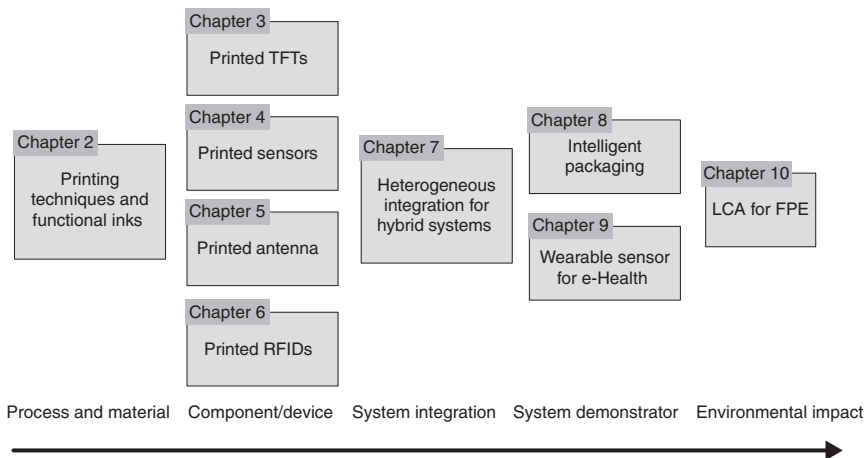 Chapter 2
Printing
techniques and
functional inks
Chapter 3
Printed TFTs
Chapter 4
Printed sensors
Chapter 5
Printed antenna
Chapter 6
Printed RFIDs
Chapter 7
Heterogeneous
integration for
hybrid systems
Chapter 8
Intelligent
packaging
Chapter 9
Wearable sensor
for e-Health
Chapter 10
LCA for FPE
Process and material
Component/device
System integration
System demonstrator
Environmental impact